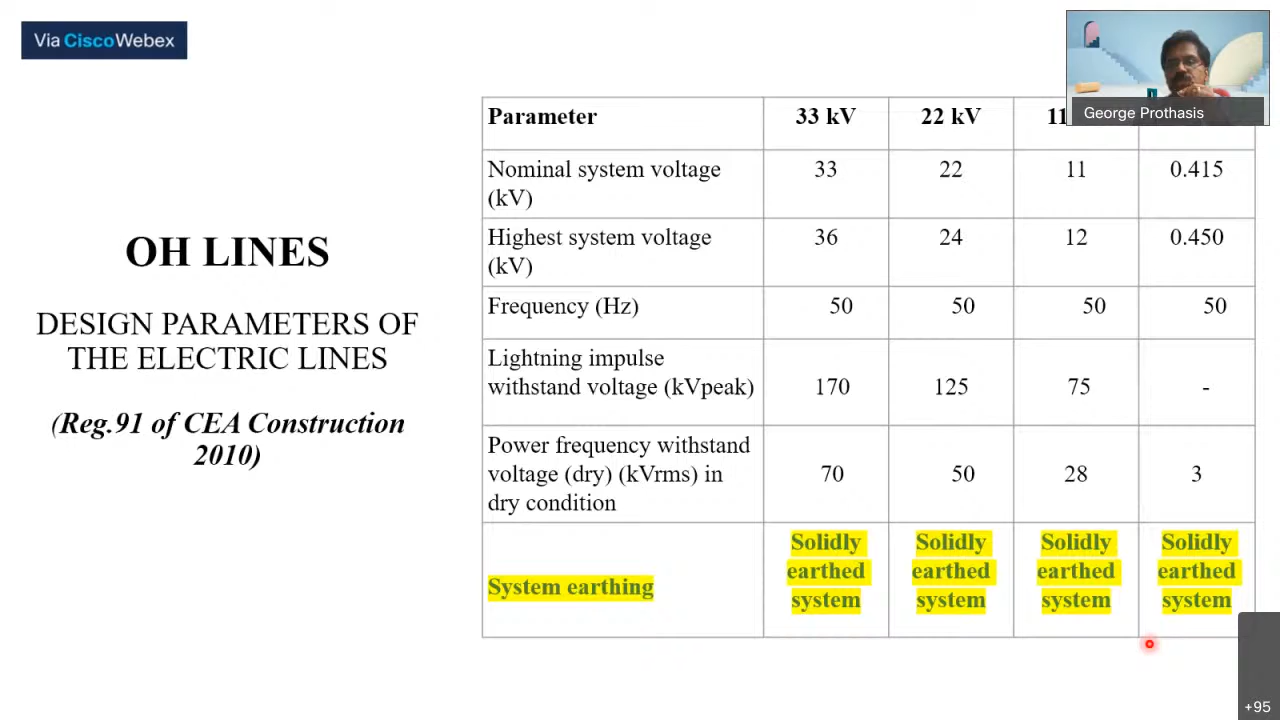 Via CiscoWebex
George Prothasis
OH LINES
DESIGN PARAMETERS OF
THE ELECTRIC LINES
(Reg.91 of CEA Construction
2010)
Parameter 33 kV 22 kV 11
Nominal system voltage
(kV) 33 22 11 0.415
Highest system voltage
(kV) 36 24 12 0.450
Frequency (Hz) 50 50 50 50
Lightning impulse
withstand voltage (kVpeak) 170 125 75 -
Power frequency withstand
voltage (dry) (kVrms) in 70 50 28 3
dry condition
System earthing
Solidly Solidly Solidly Solidly
earthed earthed earthed earthed
system system system system
+95